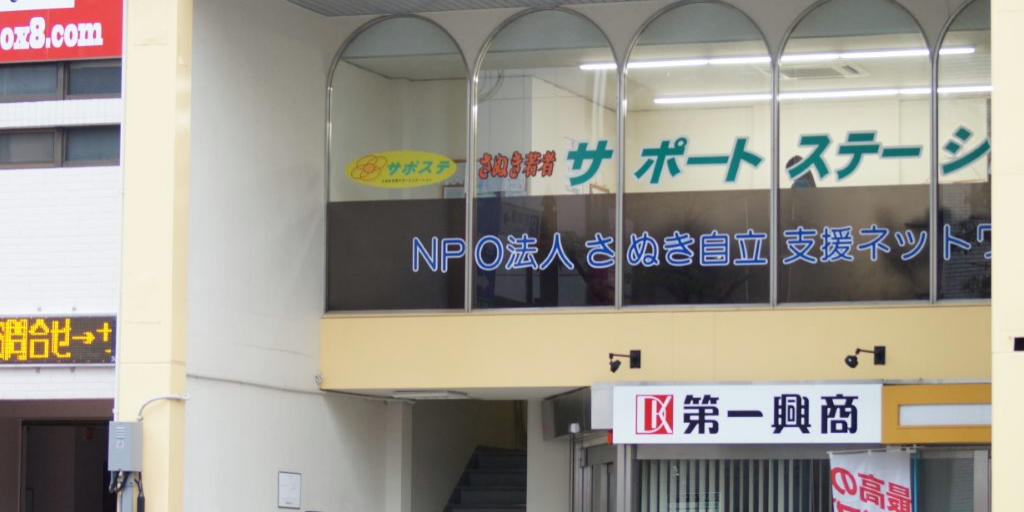 ox8.com
サポステ
さぬき若者 サポートステーシ
NPO法人さぬき自立支援ネットワ
問合せ→
第一興商
最高の